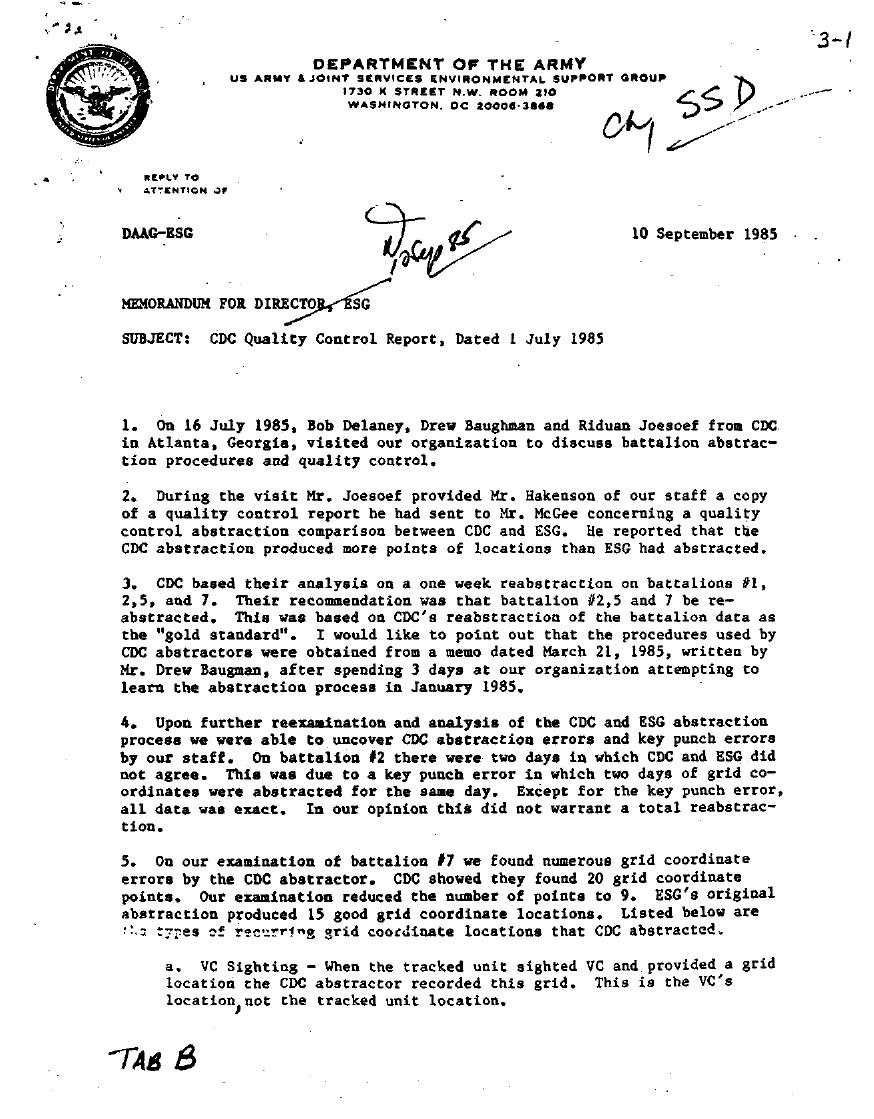 3-1
DEPARTMENT OF THE ARMY
US ARMY & JOINT SERVICES ENVIRONMENTAL SUPPORT GROUP
1730 K STREET N.W. ROOM 210
WASHINGTON, DC 20006-3868
SSD
REPLY TO
ATTENTION OF
DAAG-ESG
10 September 1985
MEMORANDUM FOR DIRECTOR, ESG
SUBJECT: CDC Quality Control Report, Dated 1 July 1985
1. On 16 July 1985, Bob Delaney, Drew Baughman and Riduan Joesoef from CDC
in Atlanta, Georgia, visited our organization to discuss battalion abstrac-
tion procedures and quality control.
2. During the visit Mr. Joesoef provided Mr. Hakenson of our staff a copy
of a quality control report he had sent to Mr. McGee concerning a quality
control abstraction comparison between CDC and ESG. He reported that the
CDC abstraction produced more points of locations than ESG had abstracted.
3. CDC based their analysis on a one week reabstraction on battalions #1,
2,5, and 7. Their recommendation was that battalion #2,5 and 7 be re-
abstracted. This was based on CDC's reabstraction of the battalion data as
the "gold standard". I would like to point out that the procedures used by
CDC abstractors were obtained from a memo dated March 21, 1985, written by
Mr. Drew Baugman, after spending 3 days at our organization attempting to
learn the abstraction process in January 1985.
4. Upon further reexamination and analysis of the CDC and ESG abstraction
process we were able to uncover CDC abstraction errors and key punch errors
by our staff. On battalion #2 there were two days in which CDC and ESG did
not agree. This was due to a key punch error in which two days of grid co-
ordinates were abstracted for the same day. Except for the key punch error,
all data was exact. In our opinion this did not warrant a total reabstrac-
tion.
5. On our examination of battalion #7 we found numerous grid coordinate
errors by the CDC abstractor. CDC showed they found 20 grid coordinate
points. Our examination reduced the number of points to 9. ESG's original
abstraction produced 15 good grid coordinate locations. Listed below are
the types of recurring grid coordinate locations that CDC abstracted.
a. VC Sighting - When the tracked unit sighted VC and provided a grid
location the CDC abstractor recorded this grid. This is the VC's
location, not the tracked unit location.
TAB B